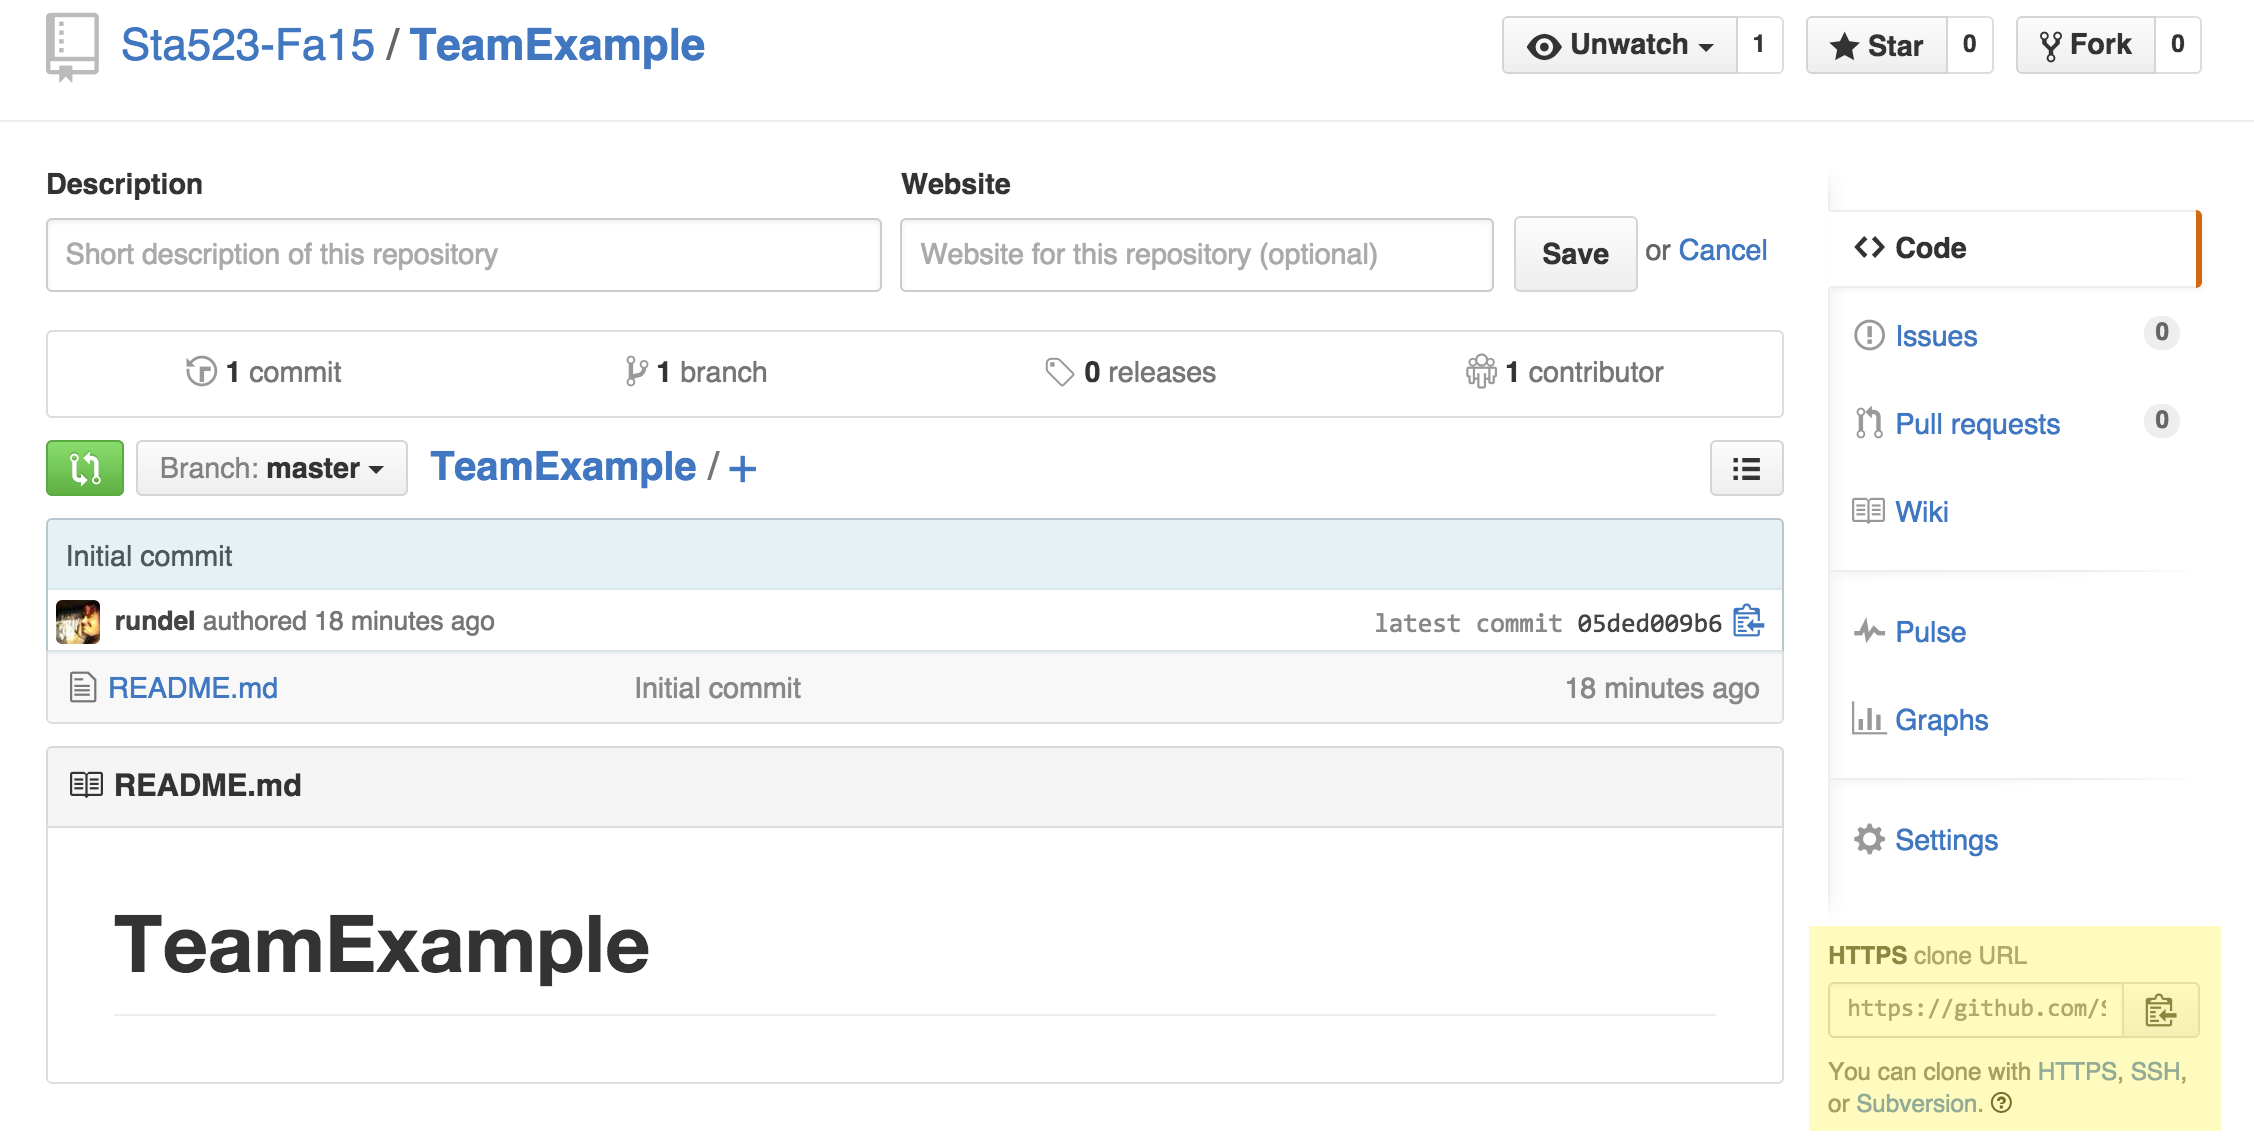 Sta523-Fa15 / TeamExample
Unwatch 1 Star 0 Fork 0
Description
Short description of this repository
Website
Website for this repository (optional)
Save or Cancel
1 commit 1 branch 0 releases 1 contributor
Branch: master TeamExample / +
Initial commit
rundel authored 18 minutes ago latest commit 05ded009b6
README.md Initial commit 18 minutes ago
README.md
TeamExample
Code
Issues 0
Pull requests 0
Wiki
Pulse
Graphs
Settings
HTTPS clone URL
https://github.com/S
You can clone with HTTPS, SSH,
or Subversion.